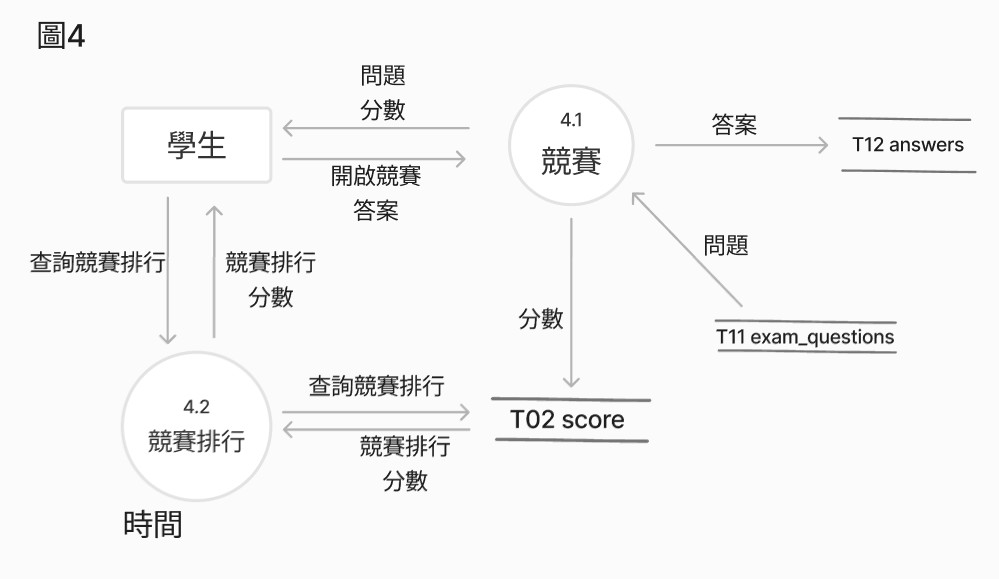 圖4
問題
分數
學生
開啟競賽
答案
4.1
競賽
答案
T12 answers
查詢競賽排行
競賽排行
分數
問題
分數
T11 exam_questions
4.2
競賽排行
查詢競賽排行
競賽排行
分數
T02 score
時間